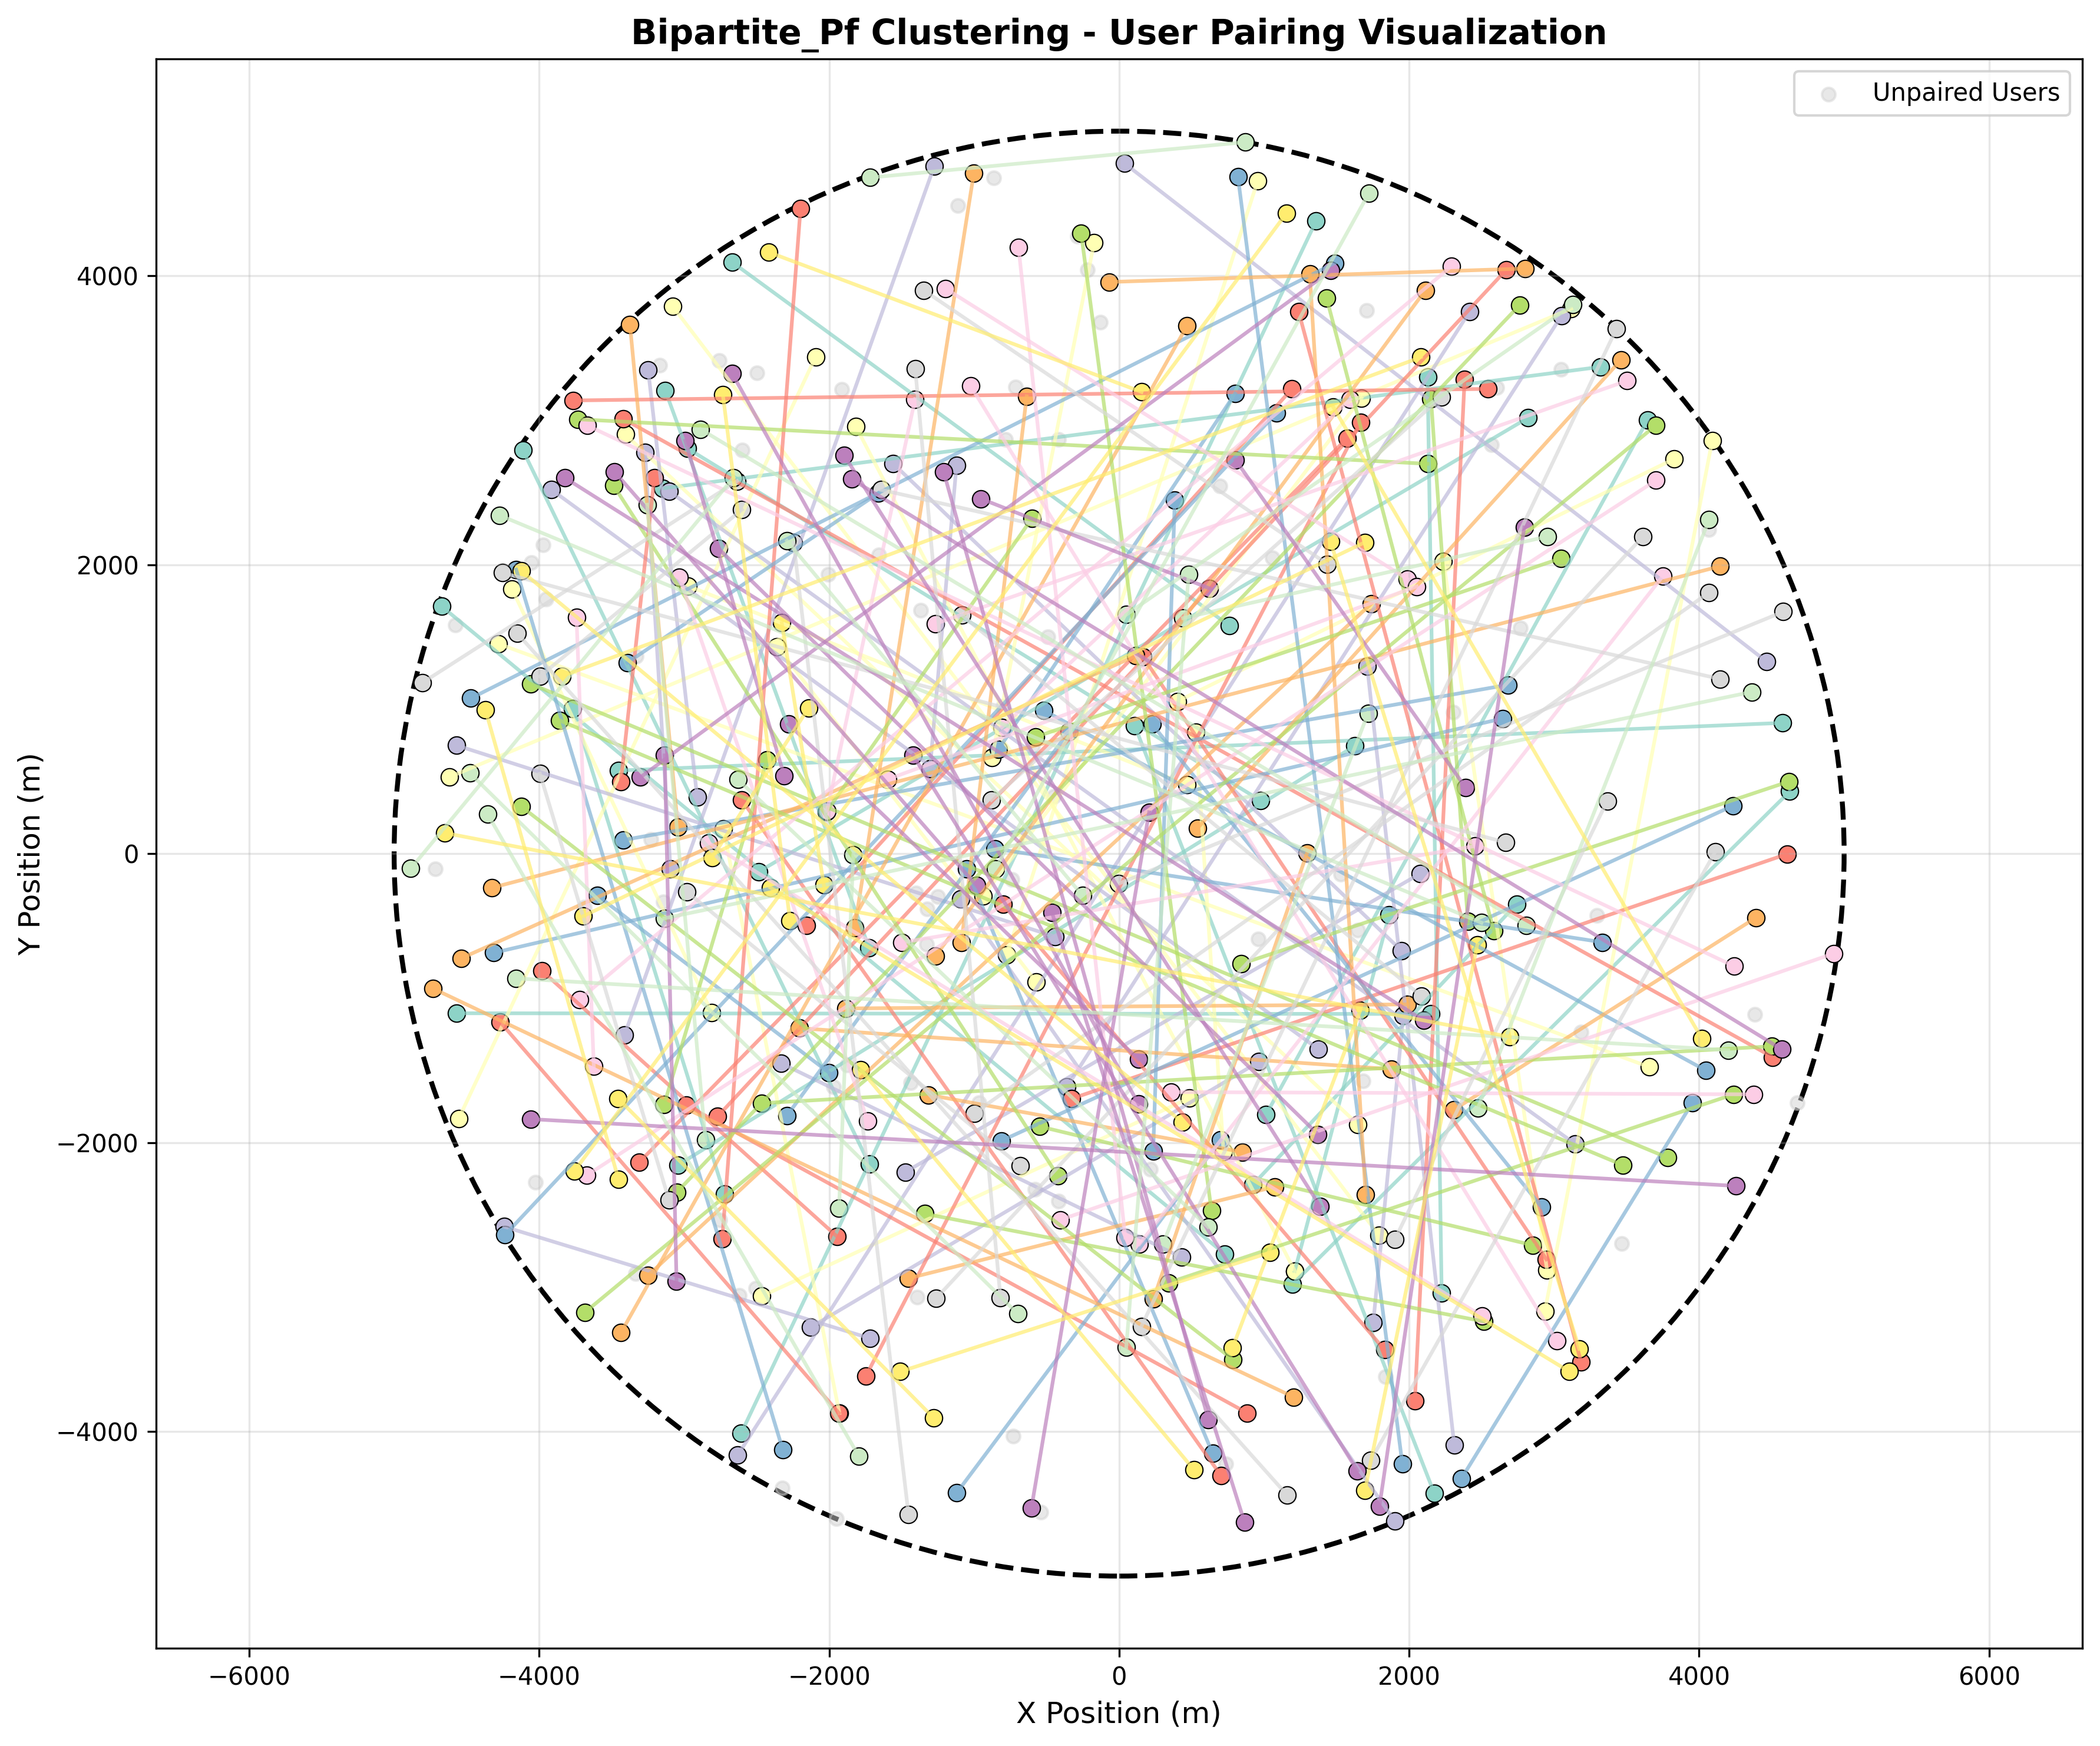 Bipartite_Pf Clustering - User Pairing Visualization
Unpaired Users
Y Position (m)
4000
2000
0
−2000
−4000
−6000 −4000 −2000 0 2000 4000 6000
X Position (m)